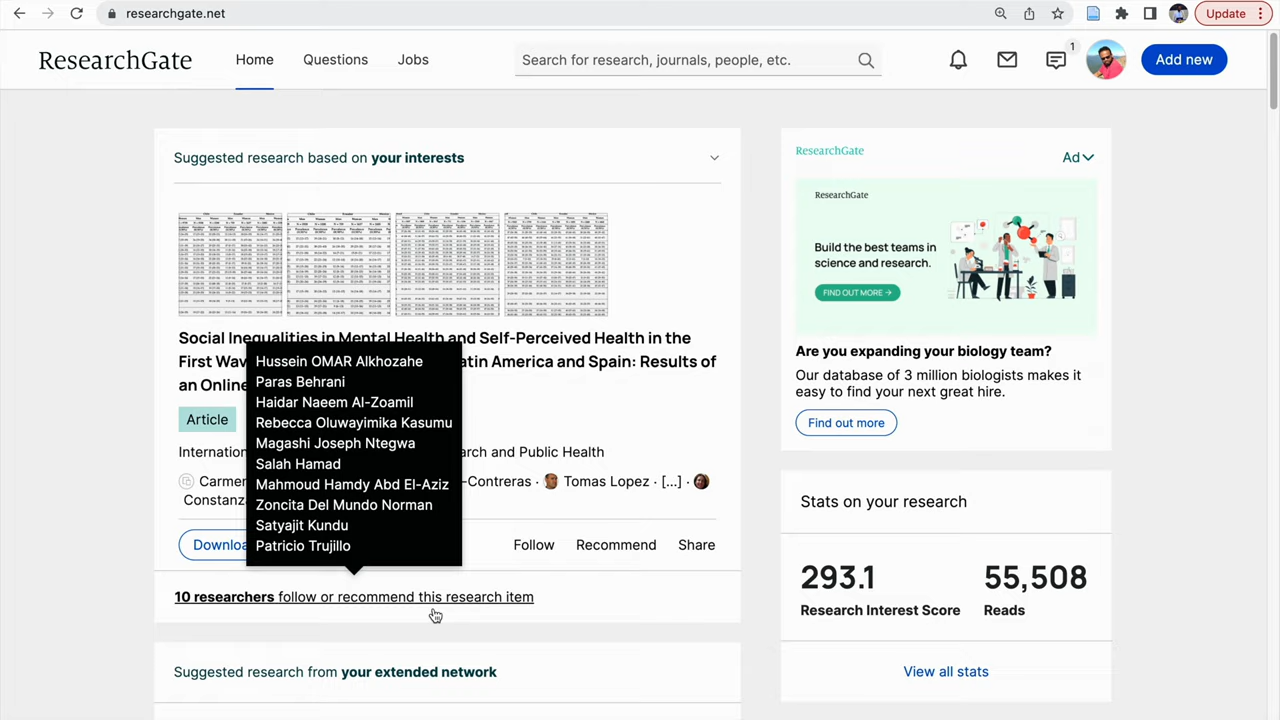 researchgate.net
Update
ResearchGate
Home
Questions
Jobs
Search for research, journals, people, etc.
1
Add new
Suggested research based on your interests
Social Inequalities in Mental Health and Self-Perceived Health in the
First Wav atin America and Spain: Results of
an Online
Article
Internation rch and Public Health
Carmen -Contreras · Tomas Lopez · [...] ·
Constanza
Downloa
Follow
Recommend
Share
Hussein OMAR Alkhozahe
Paras Behrani
Haidar Naeem Al-Zoamil
Rebecca Oluwayimika Kasumu
Magashi Joseph Ntegwa
Salah Hamad
Mahmoud Hamdy Abd El-Aziz
Zoncita Del Mundo Norman
Satyajit Kundu
Patricio Trujillo
10 researchers follow or recommend this research item
Suggested research from your extended network
ResearchGate
Ad
ResearchGate
Build the best teams in
science and research.
FIND OUT MORE →
Are you expanding your biology team?
Our database of 3 million biologists makes it
easy to find your next great hire.
Find out more
Stats on your research
293.1
Research Interest Score
55,508
Reads
View all stats